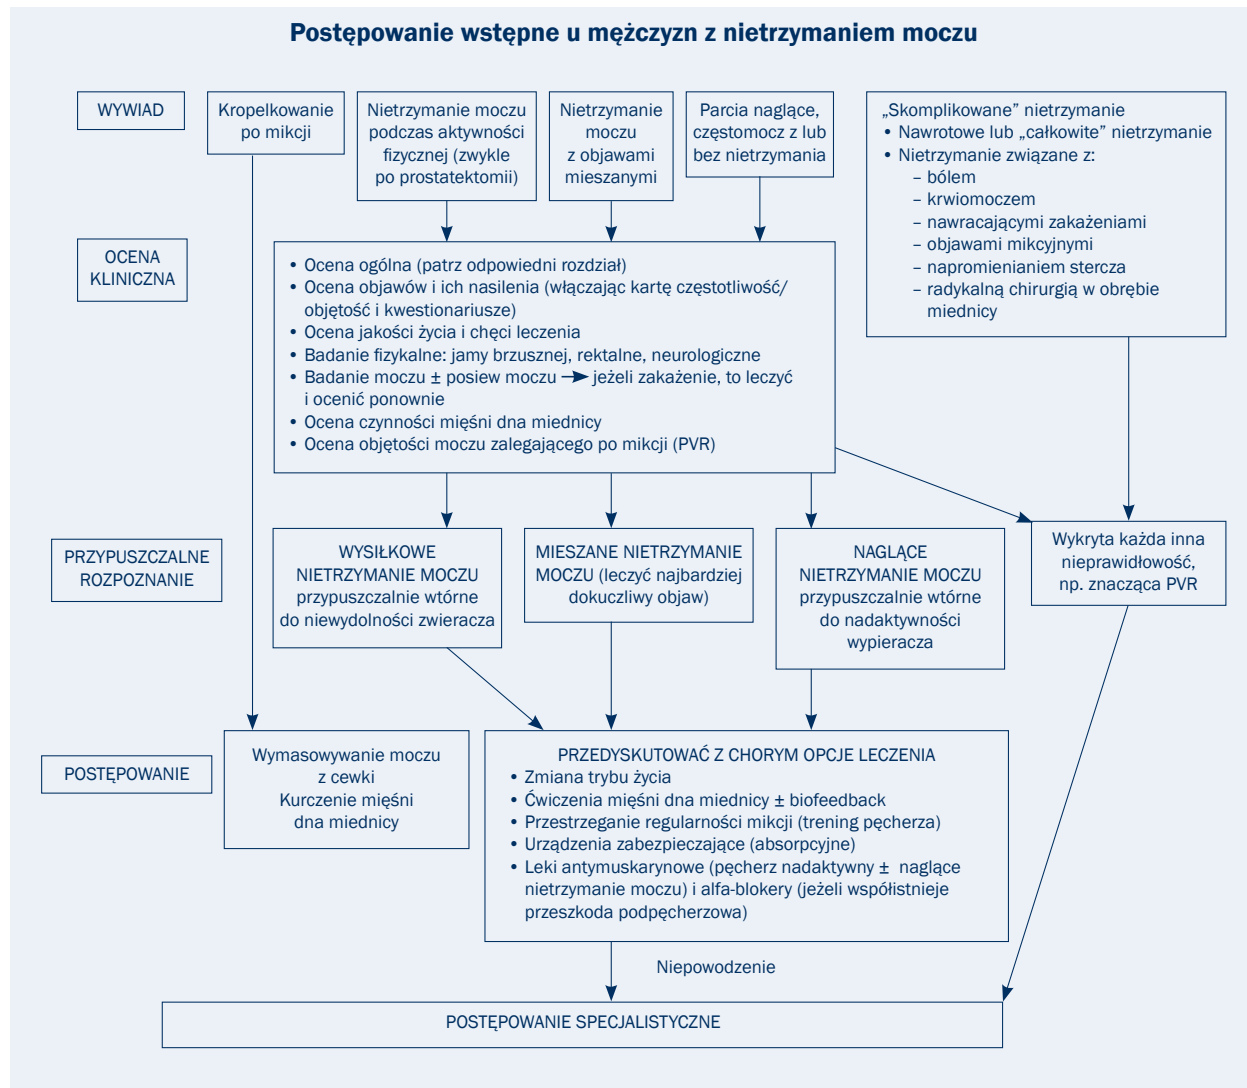 Postępowanie wstępne u mężczyzn z nietrzymaniem moczu
WYWIAD
Kropelkowanie
po mikcji
Nietrzymanie moczu
podczas aktywności
fizycznej (zwykle
po prostatektomii)
Nietrzymanie
moczu
z objawami
mieszanymi
Parcia naglące,
częstomocz z lub
bez nietrzymania
„Skomplikowane” nietrzymanie
• Nawrotowe lub „całkowite” nietrzymanie
• Nietrzymanie związane z:
– bólem
– krwiomoczem
– nawracającymi zakażeniami
– objawami mikcyjnymi
– napromienianiem stercza
– radykalną chirurgią w obrębie
miednicy
OCENA
KLINICZNA
• Ocena ogólna (patrz odpowiedni rozdział)
• Ocena objawów i ich nasilenia (włączając kartę częstotliwość/
objętość i kwestionariusze)
• Ocena jakości życia i chęci leczenia
• Badanie fizykalne: jamy brzusznej, rektalne, neurologiczne
• Badanie moczu ± posiew moczu → jeżeli zakażenie, to leczyć
i ocenić ponownie
• Ocena czynności mięśni dna miednicy
• Ocena objętości moczu zalegającego po mikcji (PVR)
PRZYPUSZCZALNE
ROZPOZNANIE
WYSIŁKOWE
NIETRZYMANIE MOCZU
przypuszczalnie wtórne
do niewydolności zwieracza
MIESZANE NIETRZYMANIE
MOCZU (leczyć najbardziej
dokuczliwy objaw)
NAGLĄCE
NIETRZYMANIE MOCZU
przypuszczalnie wtórne
do nadaktywności
wypieracza
Wykryta każda inna
nieprawidłowość,
np. znacząca PVR
POSTĘPOWANIE
Wymasowywanie moczu
z cewki
Kurczenie mięśni
dna miednicy
PRZEDYSKUTOWAĆ Z CHORYM OPCJE LECZENIA
• Zmiana trybu życia
• Ćwiczenia mięśni dna miednicy ± biofeedback
• Przestrzeganie regularności mikcji (trening pęcherza)
• Urządzenia zabezpieczające (absorpcyjne)
• Leki antymuskarynowe (pęcherz nadaktywny ± naglące
nietrzymanie moczu) i alfa-blokery (jeżeli współistnieje
przeszkoda podpęcherzowa)
Niepowodzenie
POSTĘPOWANIE SPECJALISTYCZNE